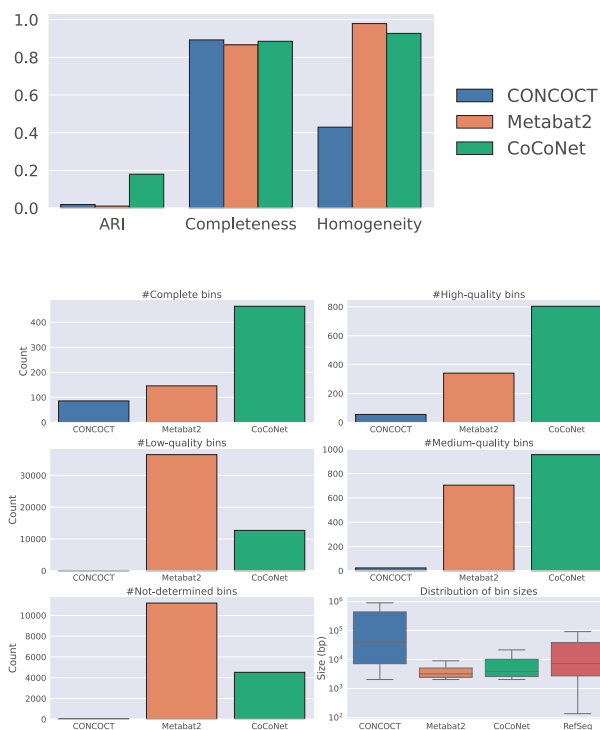 1.0
0.8
0.6
0.4
0.2
0.0
ARI Completeness Homogeneity
CONCOCT
Metabat2
CoCoNet
#Complete bins
400
300
200
100
0
Count
CONCOCT Metabat2 CoCoNet
#High-quality bins
800
600
400
200
0
CONCOCT Metabat2 CoCoNet
#Low-quality bins
30000
20000
10000
0
Count
CONCOCT Metabat2 CoCoNet
#Medium-quality bins
1000
800
600
400
200
0
CONCOCT Metabat2 CoCoNet
#Not-determined bins
10000
8000
6000
4000
2000
0
Count
CONCOCT Metabat2 CoCoNet
Distribution of bin sizes
10⁶
10⁵
10⁴
10³
10²
Size (bp)
CONCOCT Metabat2 CoCoNet RefSeq